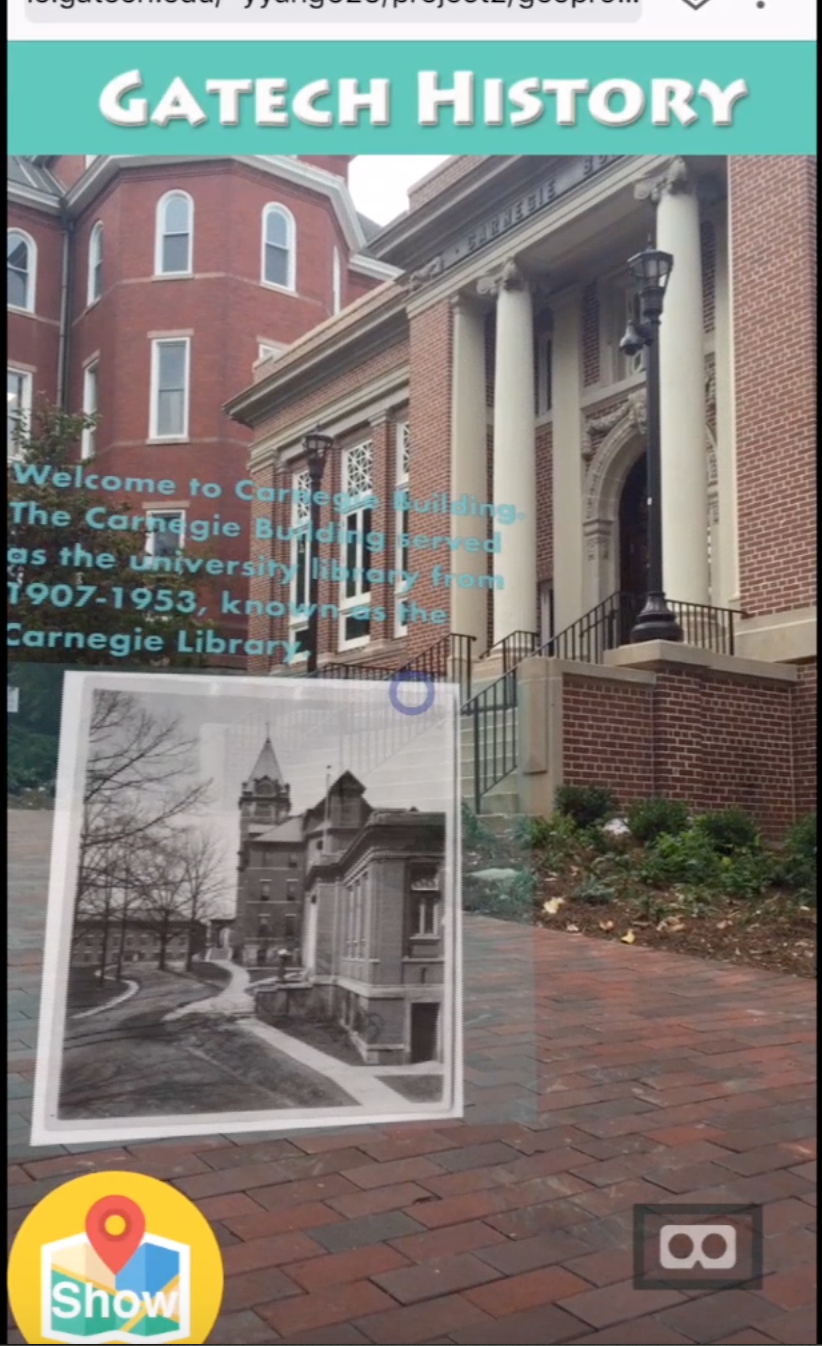 GATECH HISTORY
CARNEGIE
Welcome to Carnegie Building.
The Carnegie Building served
as the university library from
1907-1953, known as the
Carnegie Library.
Show